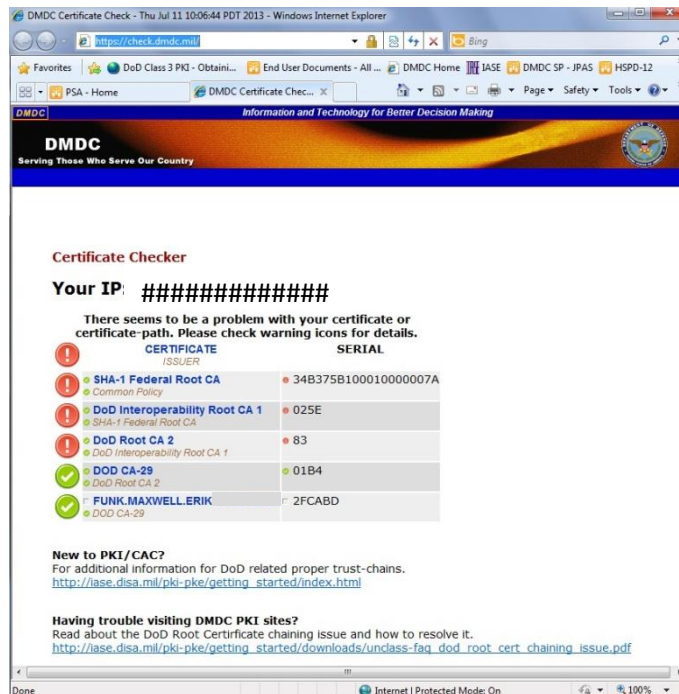 DMDC Certificate Check - Thu Jul 11 10:06:44 PDT 2013 - Windows Internet Explorer
https://check.dmdc.mil/
Bing
Favorites DoD Class 3 PKI - Obtaini... End User Documents - All ... DMDC Home IASE DMDC SP - JPAS HSPD-12
PSA - Home DMDC Certificate Chec... X Page Safety Tools
DMDC Information and Technology for Better Decision Making
DMDC
Serving Those Who Serve Our Country
Certificate Checker
Your IP: #############
There seems to be a problem with your certificate or
certificate-path. Please check warning icons for details.
CERTIFICATE SERIAL
ISSUER
SHA-1 Federal Root CA 34B375B100010000007A
Common Policy
DoD Interoperability Root CA 1 025E
SHA-1 Federal Root CA
DoD Root CA 2 83
DoD Interoperability Root CA 1
DOD CA-29 01B4
DoD Root CA 2
FUNK.MAXWELL.ERIK 2FCABD
DOD CA-29
New to PKI/CAC?
For additional information for DoD related proper trust-chains.
http://iase.disa.mil/pki-pke/getting_started/index.html
Having trouble visiting DMDC PKI sites?
Read about the DoD Root Certirficate chaining issue and how to resolve it.
http://iase.disa.mil/pki-pke/getting_started/downloads/unclass-faq_dod_root_cert_chaining_issue.pdf
Done Internet | Protected Mode: On 100%